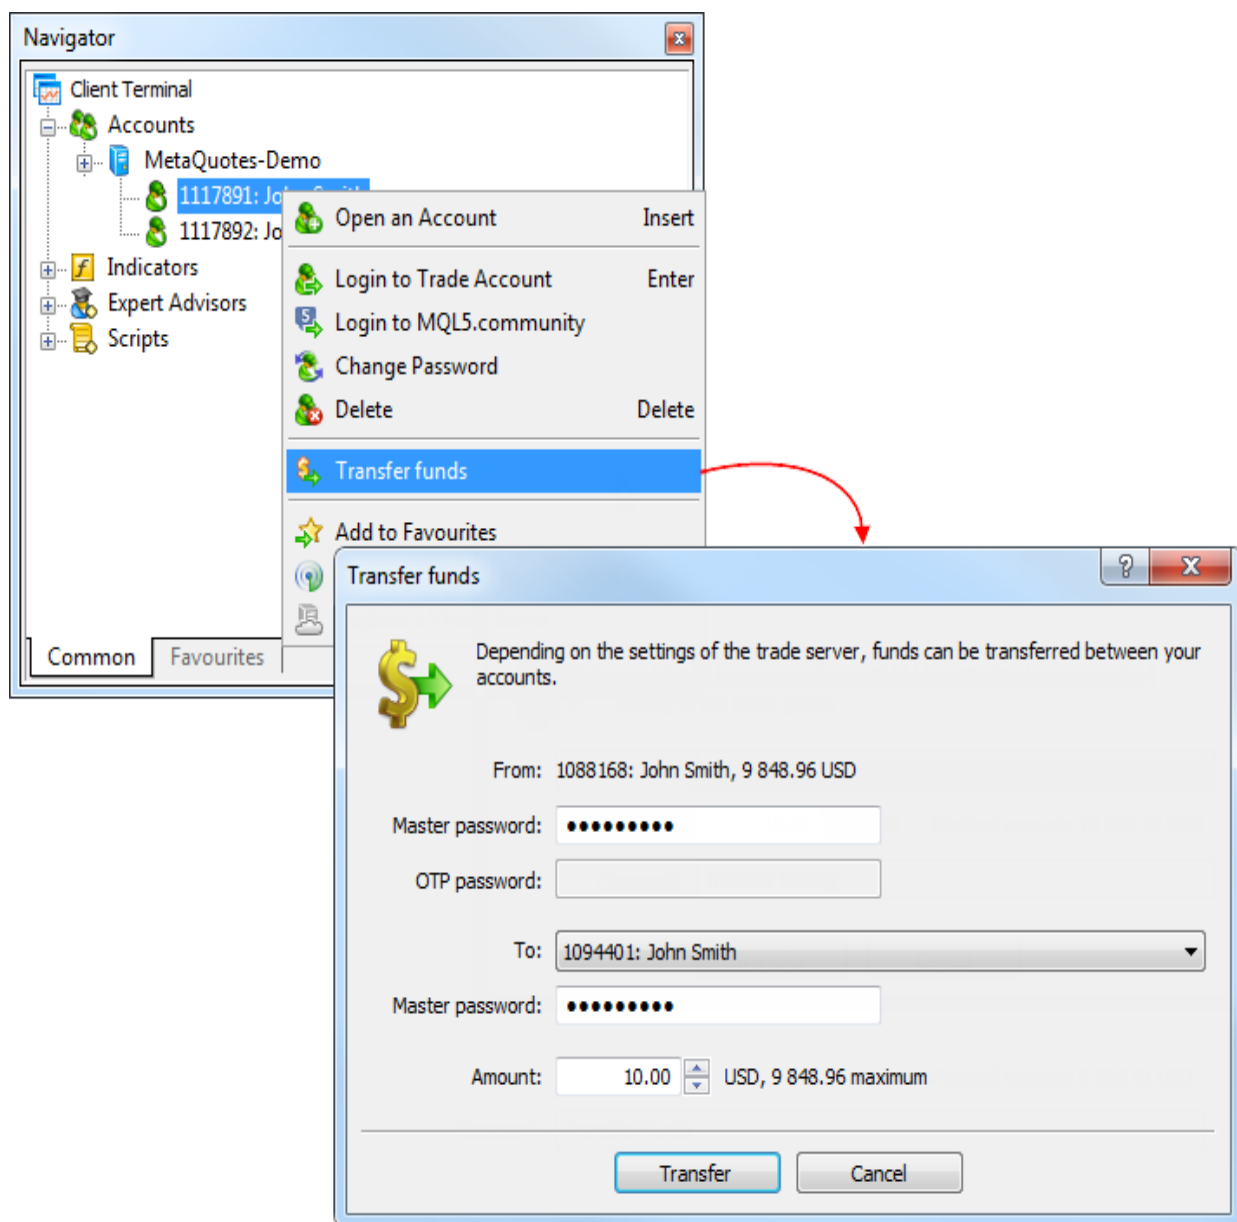 Navigator
Client Terminal
Accounts
MetaQuotes-Demo
1117891: Jo
1117892: Jo
Indicators
Expert Advisors
Scripts
Common
Favourites
Open an Account Insert
Login to Trade Account Enter
Login to MQL5.community
Change Password
Delete Delete
Transfer funds
Add to Favourites
Transfer funds
Depending on the settings of the trade server, funds can be transferred between your
accounts.
From: 1088168: John Smith, 9 848.96 USD
Master password: •••••••••
OTP password:
To: 1094401: John Smith
Master password: •••••••••
Amount: 10.00 USD, 9 848.96 maximum
Transfer
Cancel